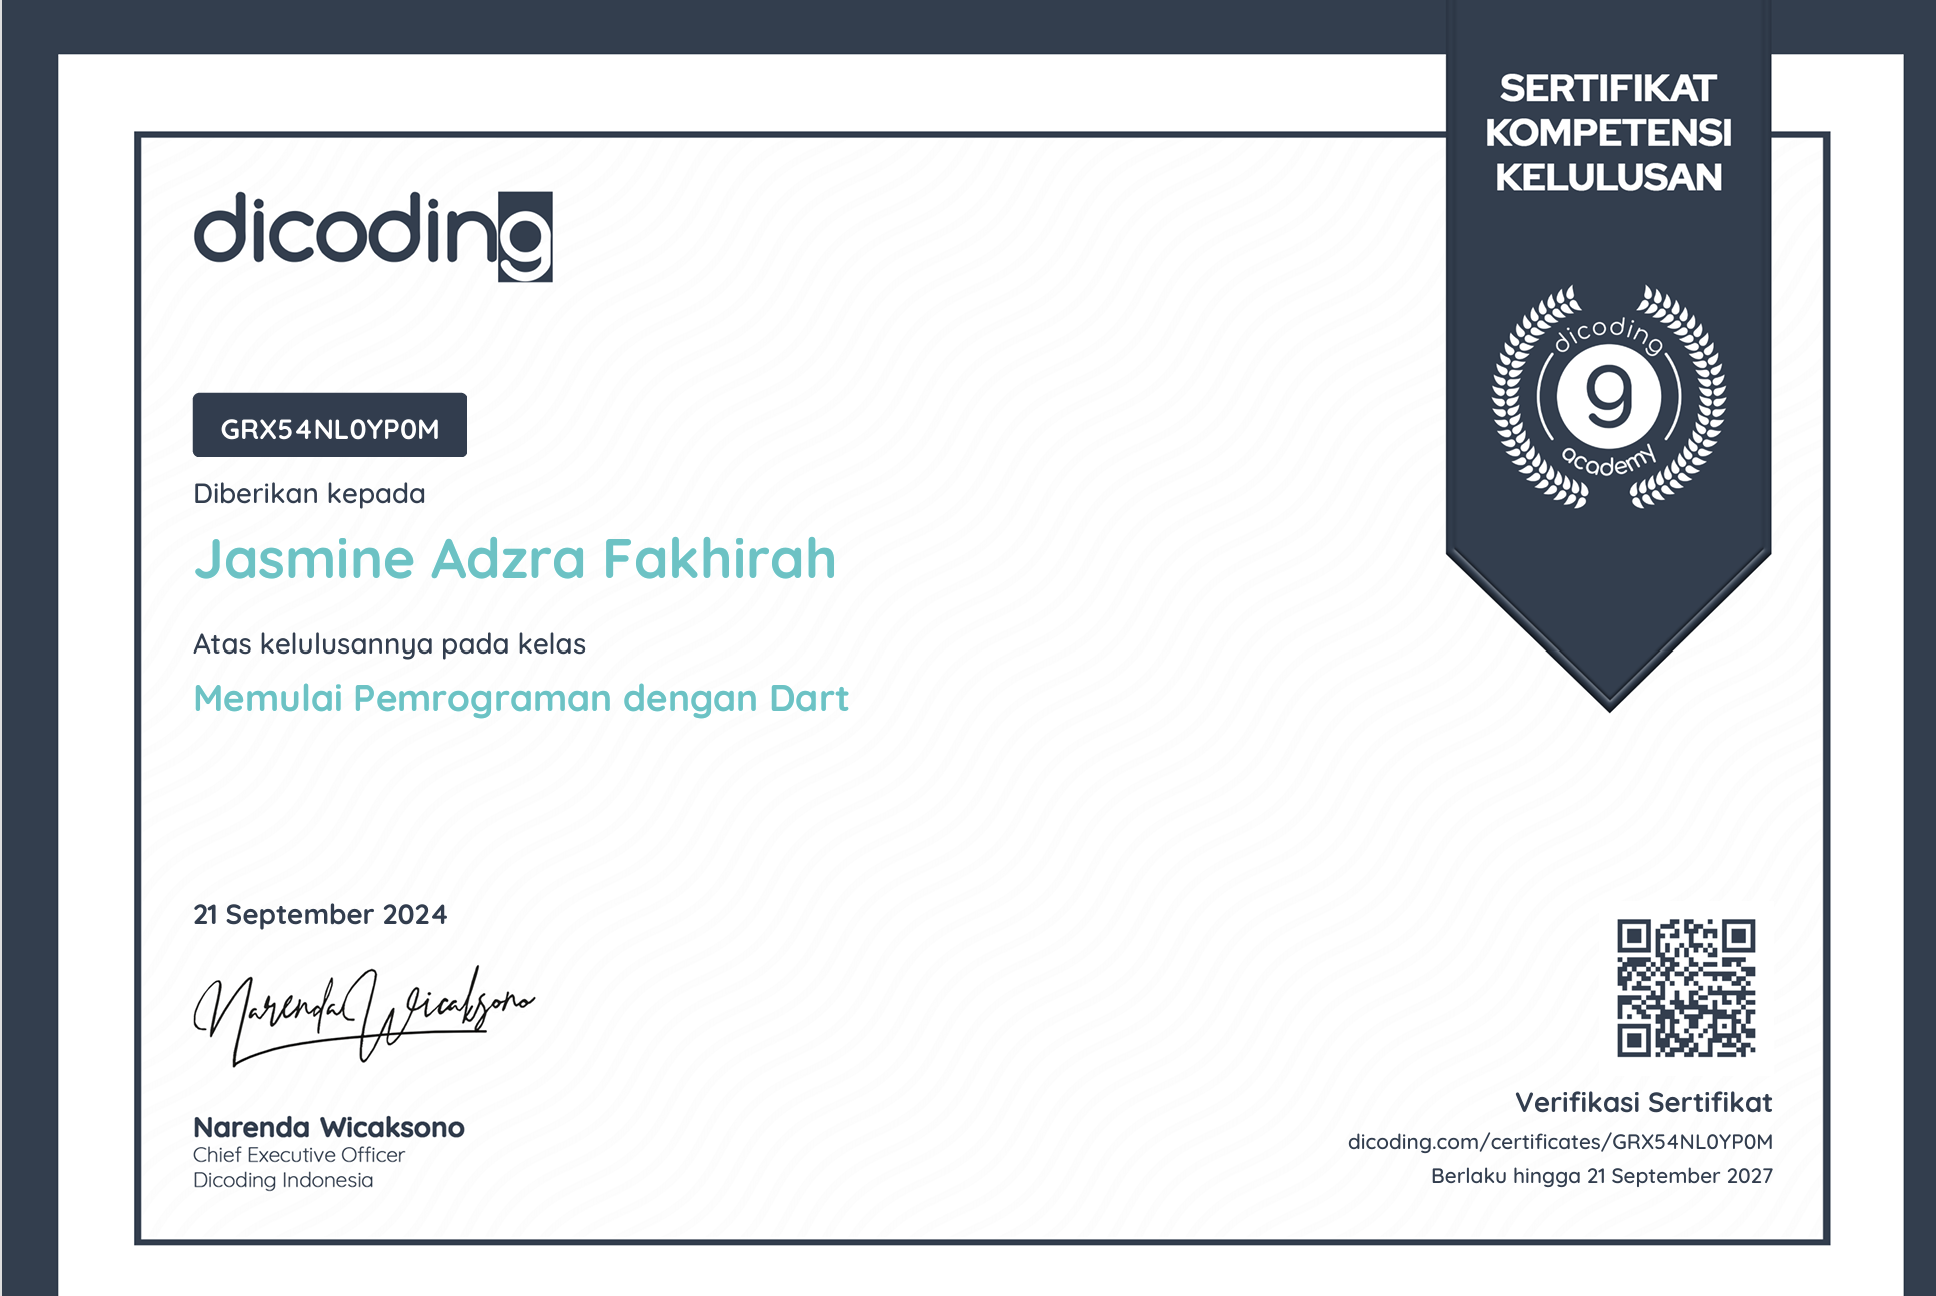 SERTIFIKAT
KOMPETENSI
KELULUSAN
dicoding
dicoding
9
academy
GRX54NL0YP0M
Diberikan kepada
Jasmine Adzra Fakhirah
Atas kelulusannya pada kelas
Memulai Pemrograman dengan Dart
21 September 2024
Narenda Wicaksono
Narenda Wicaksono
Chief Executive Officer
Dicoding Indonesia
Verifikasi Sertifikat
dicoding.com/certificates/GRX54NL0YP0M
Berlaku hingga 21 September 2027